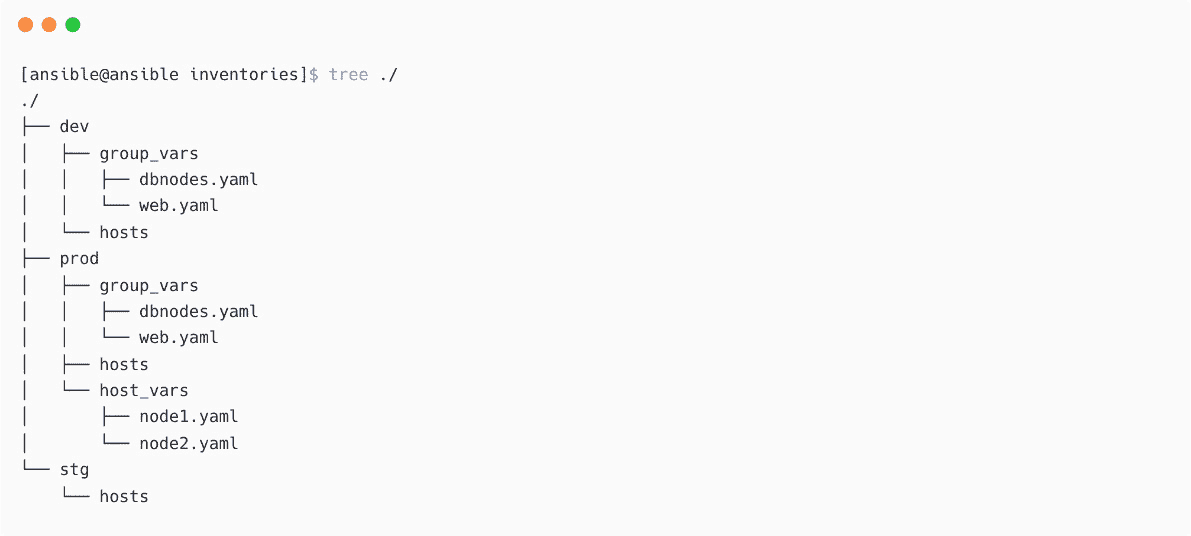 [ansible@ansible inventories]$ tree ./
./
├── dev
│   ├── group_vars
│   │   ├── dbnodes.yaml
│   │   └── web.yaml
│   └── hosts
├── prod
│   ├── group_vars
│   │   ├── dbnodes.yaml
│   │   └── web.yaml
│   ├── hosts
│   └── host_vars
│       ├── node1.yaml
│       └── node2.yaml
└── stg
    └── hosts